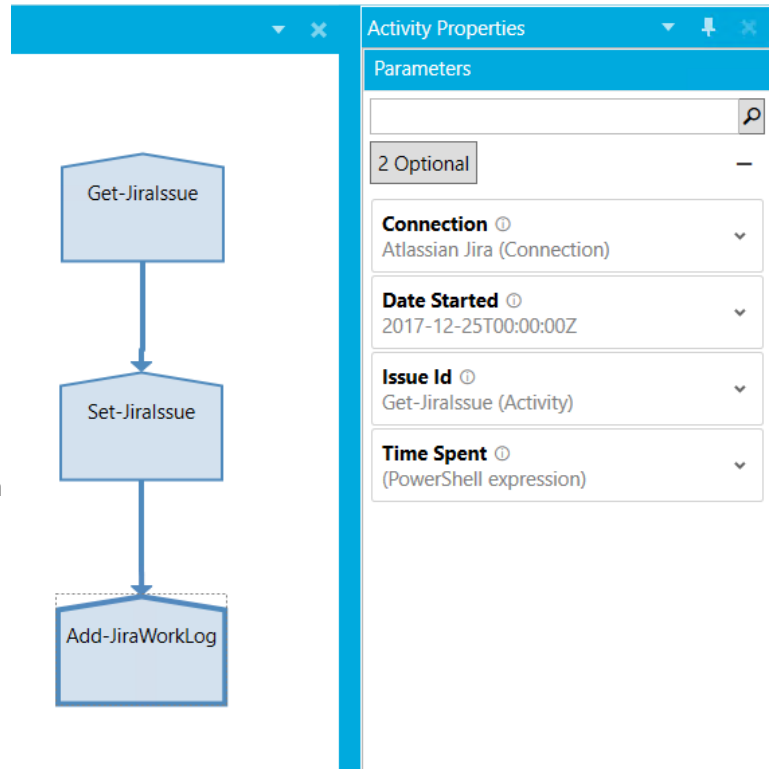 Activity Properties
Parameters
2 Optional
Connection
Atlassian Jira (Connection)
Date Started
2017-12-25T00:00:00Z
Issue Id
Get-JiraIssue (Activity)
Time Spent
(PowerShell expression)
Get-JiraIssue
Set-JiraIssue
Add-JiraWorkLog